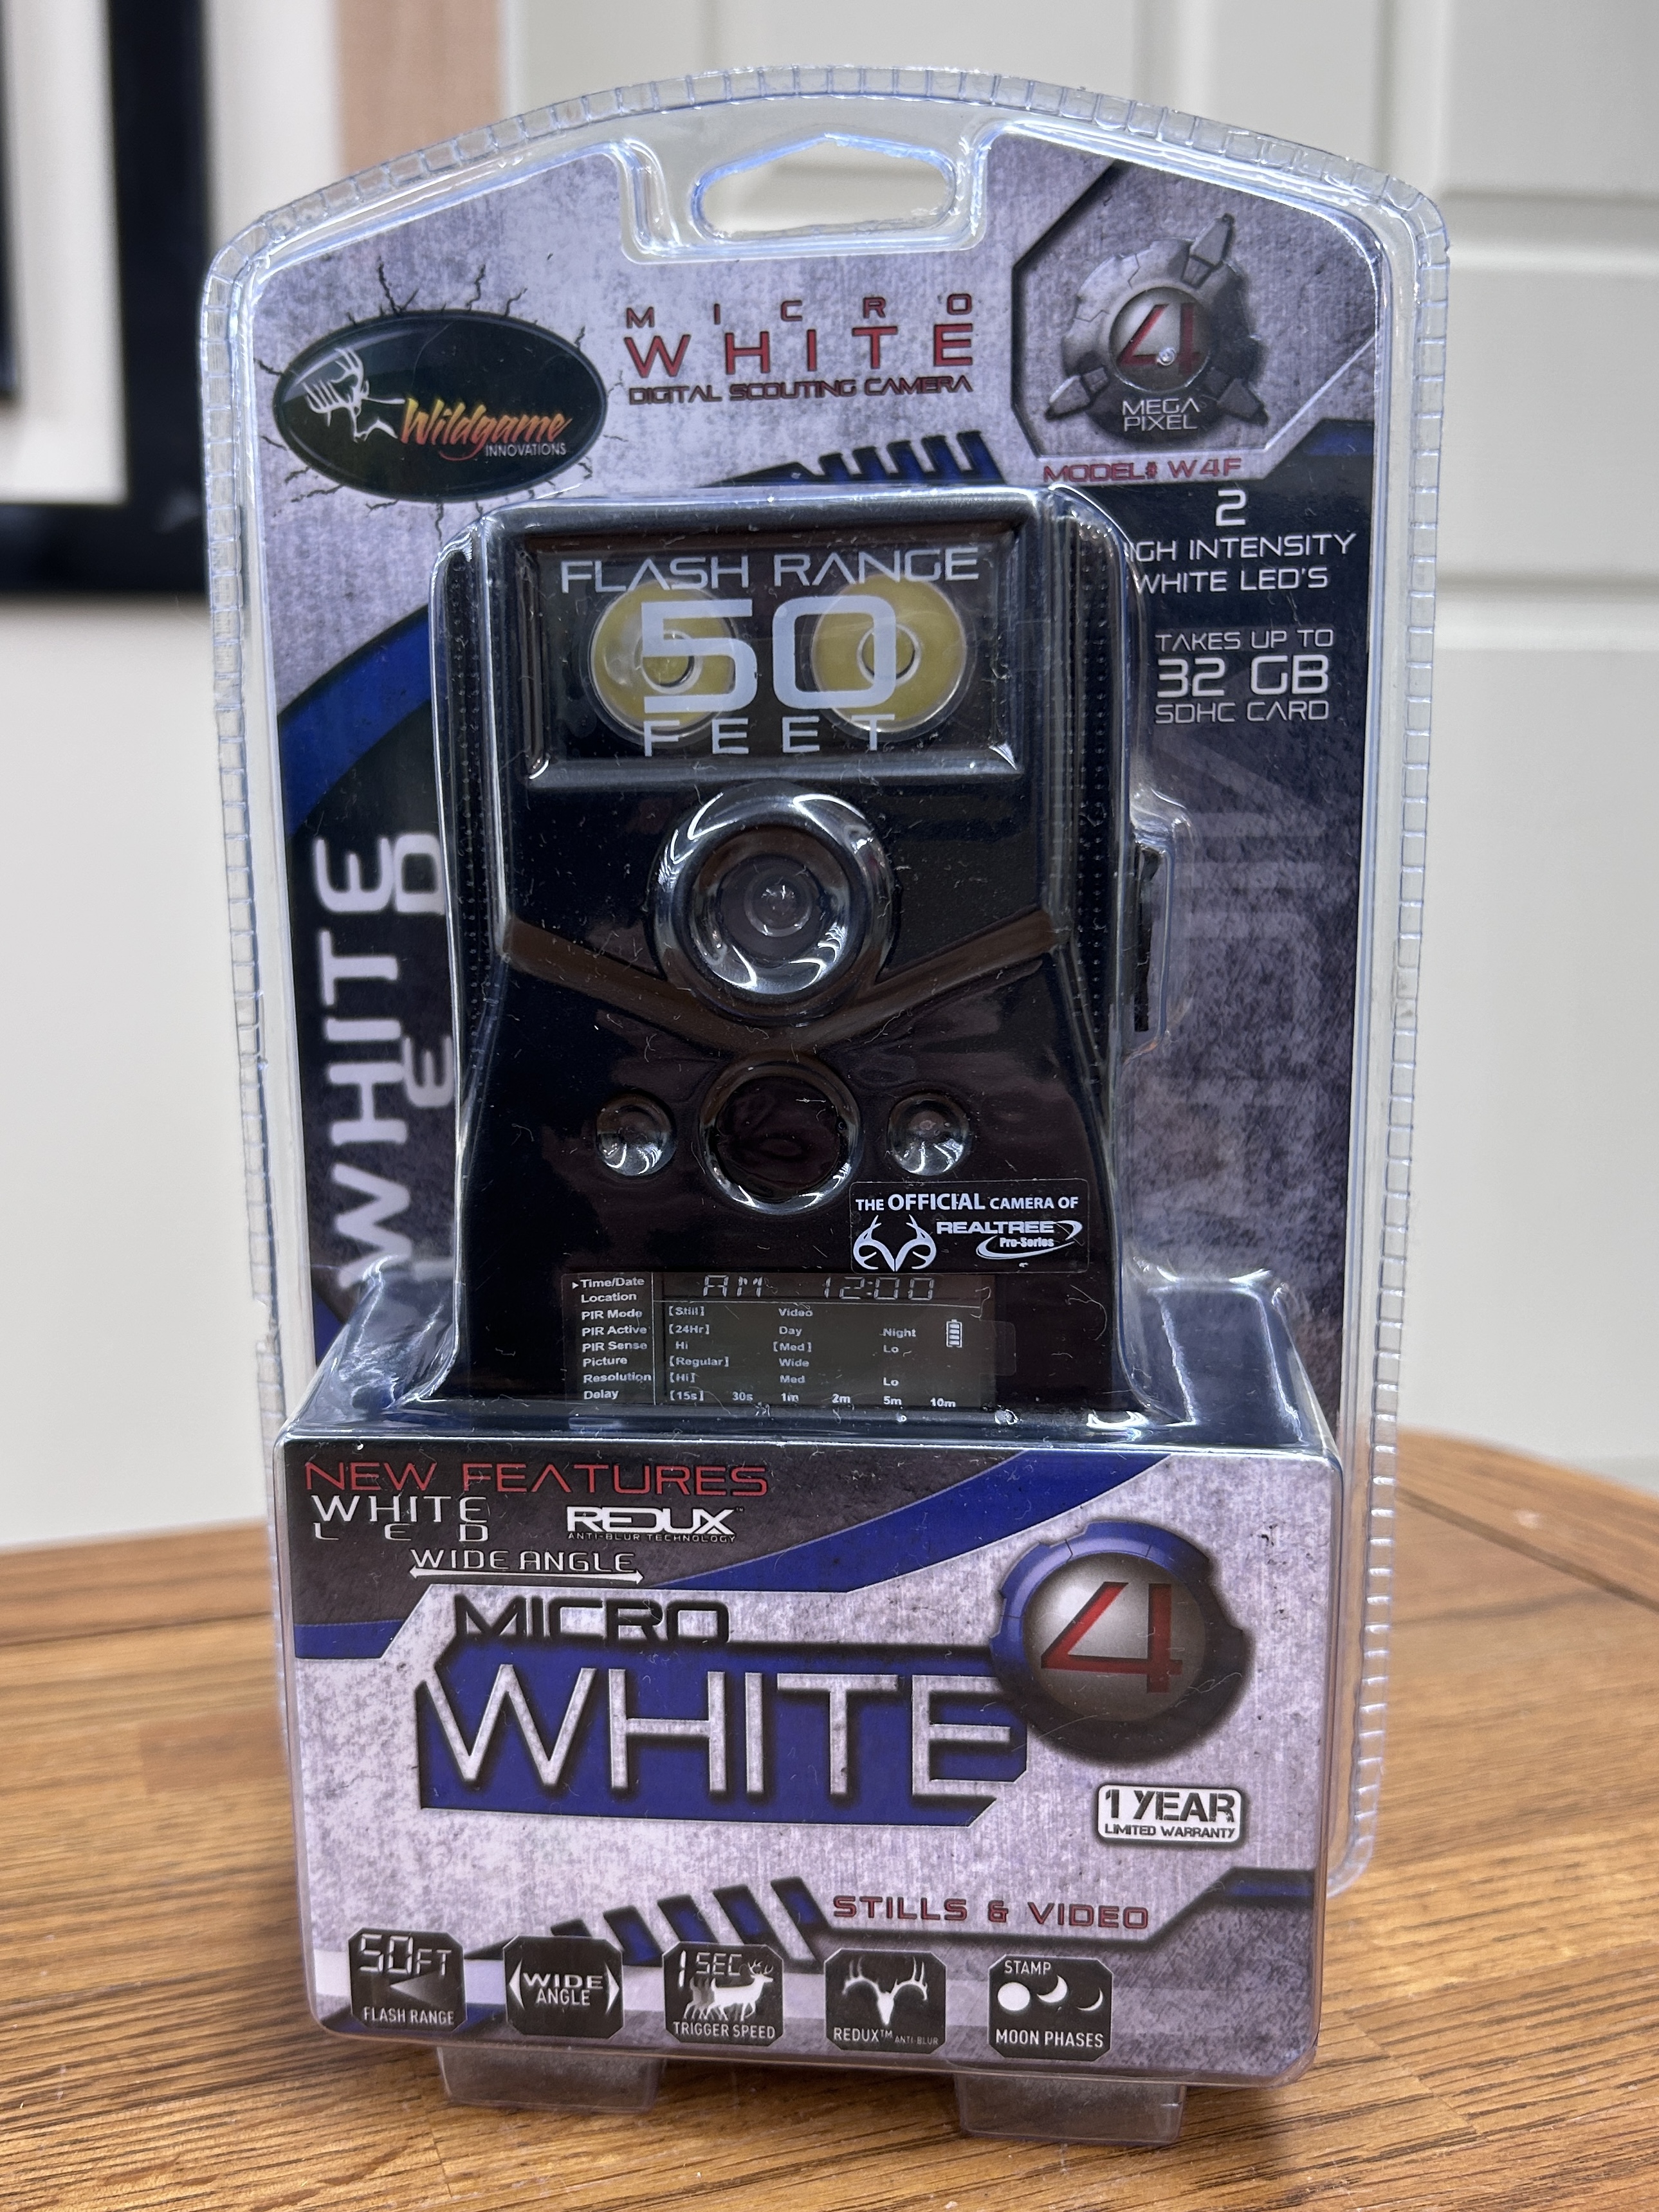 MICRO
WHITE
DIGITAL SCOUTING CAMERA
Wildgame
INNOVATIONS
4
MEGA
PIXEL
MODEL# W4F
2
GH INTENSITY
WHITE LED'S
TAKES UP TO
32 GB
SDHC CARD
FLASH RANGE
50
FEET
WHITE
E D
THE OFFICIAL CAMERA OF
REALTREE
Pro-Series
Time/Date AM 12:00
Location
PIR Mode [Still] Video
PIR Active [24Hr] Day Night
PIR Sense Hi [Med] Lo
Picture [Regular] Wide
Resolution [Hi] Med Lo
Delay [15s] 30s 1m 2m 5m 10m
NEW FEATURES
WHITE
LED
REDUX™
ANTI-BLUR TECHNOLOGY
WIDE ANGLE
MICRO
WHITE
4
1 YEAR
LIMITED WARRANTY
STILLS & VIDEO
50FT
FLASH RANGE
WIDE
ANGLE
1 SEC
TRIGGER SPEED
REDUX™ ANTI-BLUR
STAMP
MOON PHASES